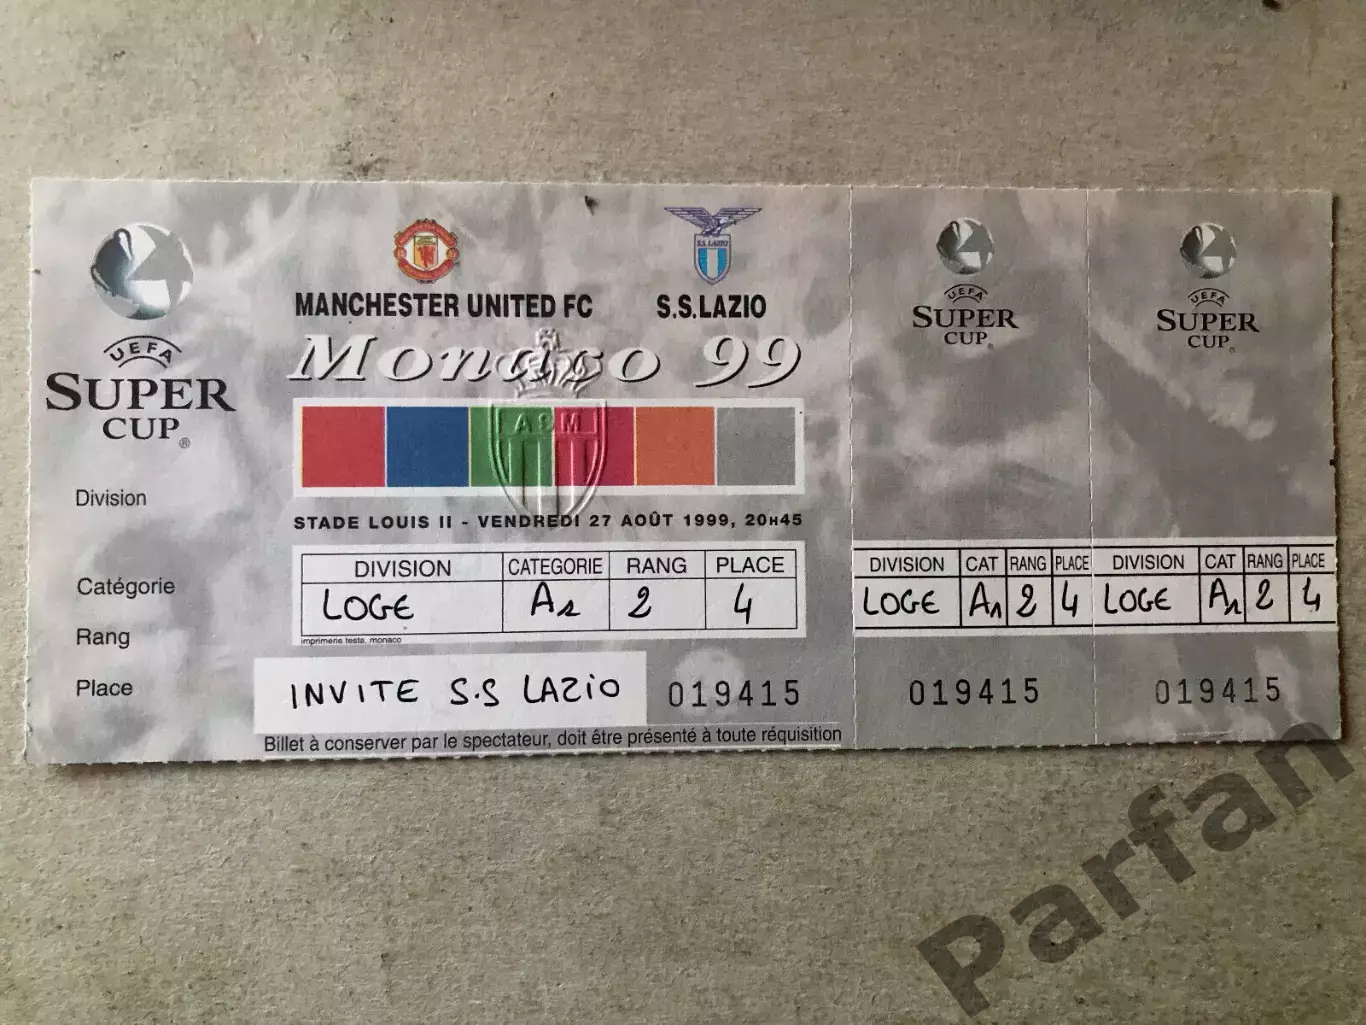 MANCHESTER UNITED FC
S.S. LAZIO
S.S.LAZIO
Monaco 99
UEFA
SUPER
CUP®
ASM
STADE LOUIS II - VENDREDI 27 AOÛT 1999, 20H45
Division
Catégorie
Rang
Place
DIVISION CATEGORIE RANG PLACE
LOGE A1 2 4
imprimerie testa, monaco
INVITE S.S LAZIO
019415
Billet à conserver par le spectateur, doit être présenté à toute réquisition
UEFA
SUPER
CUP®
DIVISION CAT RANG PLACE
LOGE A1 2 4
019415
UEFA
SUPER
CUP®
DIVISION CAT RANG PLACE
LOGE A1 2 4
019415
Parfan